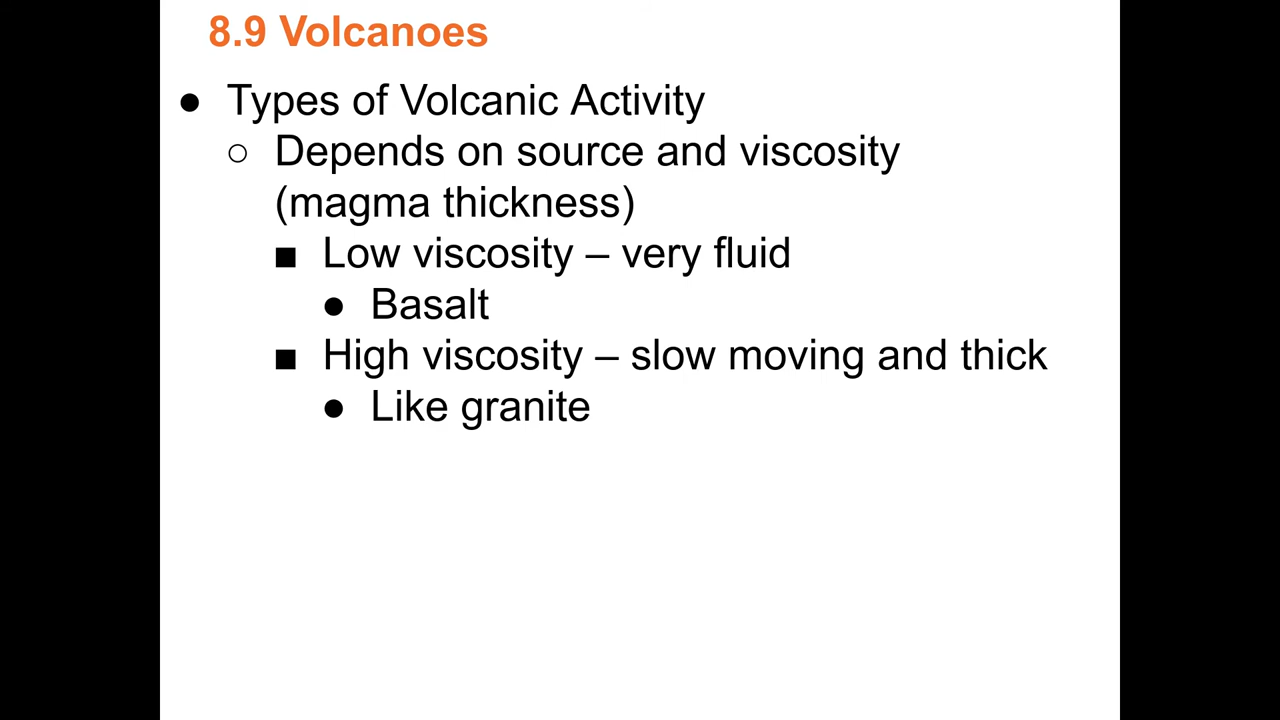 8.9 Volcanoes
● Types of Volcanic Activity
○ Depends on source and viscosity
(magma thickness)
■ Low viscosity – very fluid
● Basalt
■ High viscosity – slow moving and thick
● Like granite